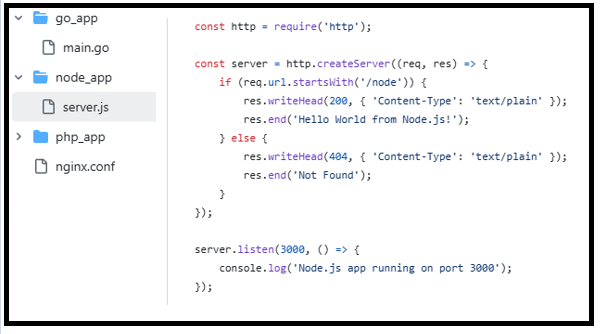 go_app
main.go
node_app
server.js
php_app
nginx.conf
const http = require('http');
const server = http.createServer((req, res) => {
if (req.url.startsWith('/node')) {
res.writeHead(200, { 'Content-Type': 'text/plain' });
res.end('Hello World from Node.js!');
} else {
res.writeHead(404, { 'Content-Type': 'text/plain' });
res.end('Not Found');
}
});
server.listen(3000, () => {
console.log('Node.js app running on port 3000');
});